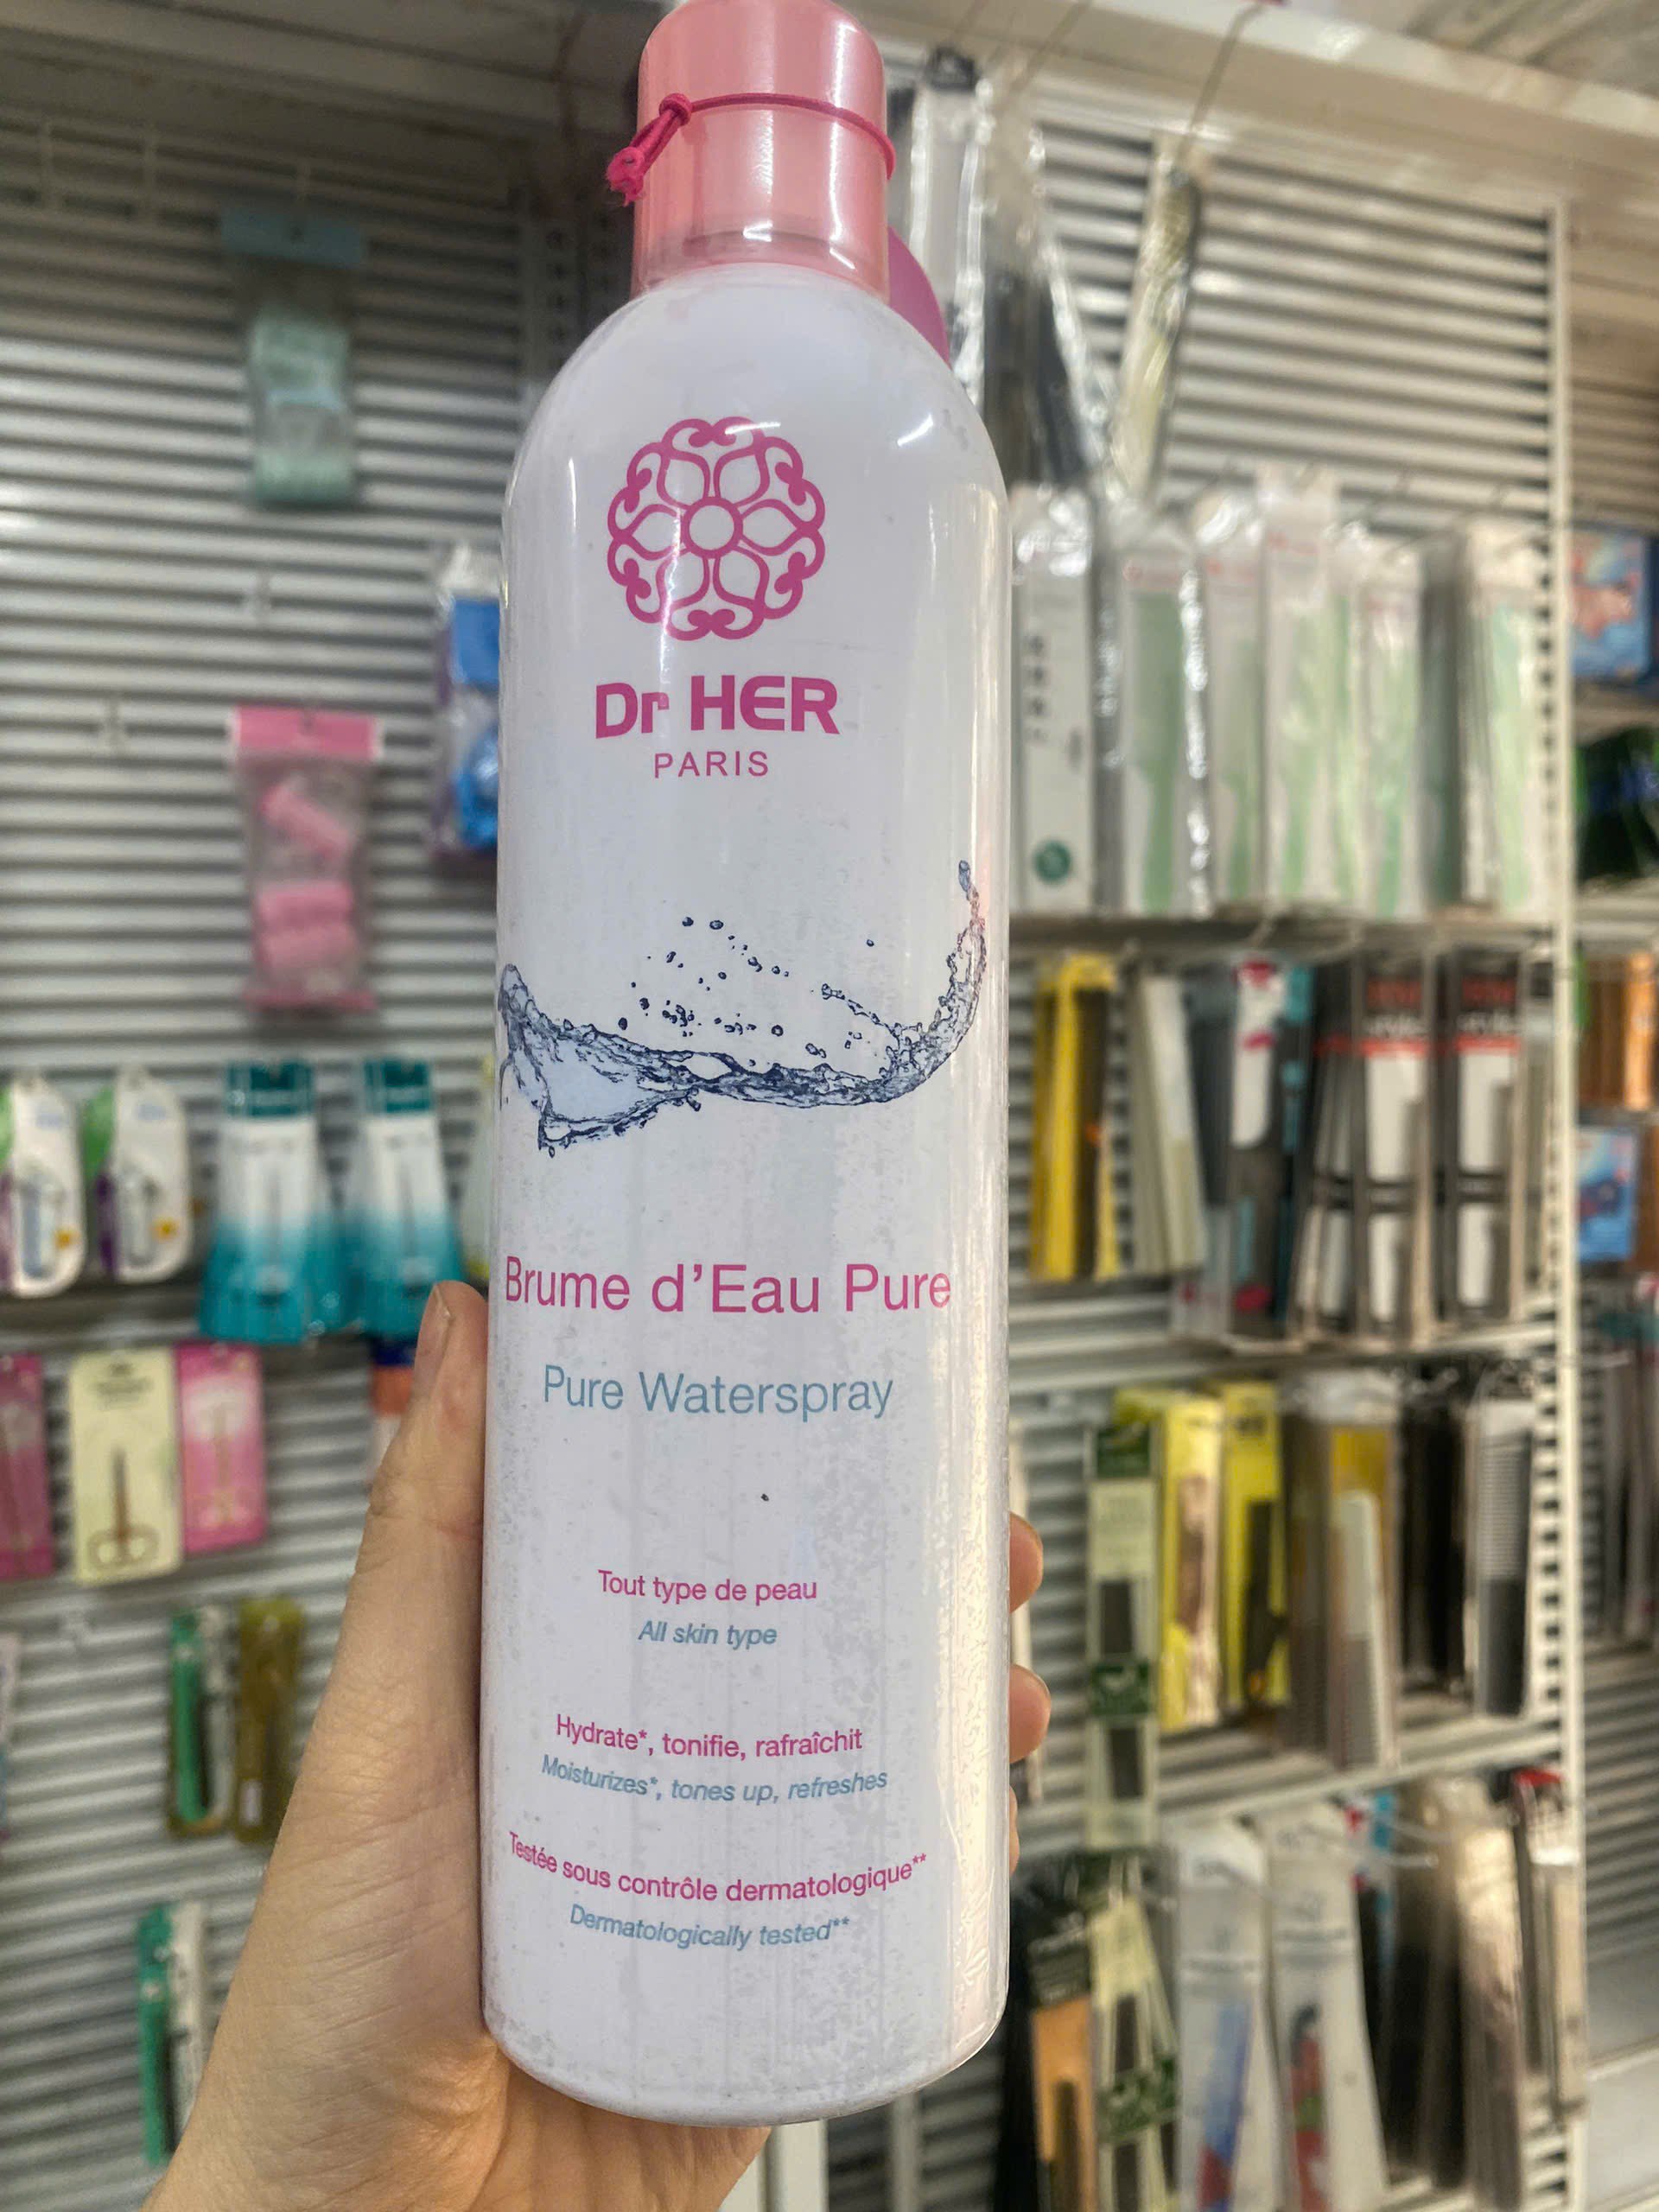 Dr HER
PARIS
Brume d'Eau Pure
Pure Waterspray
Tout type de peau
All skin type
Hydrate*, tonifie, rafraîchit
Moisturizes*, tones up, refreshes
Testée sous contrôle dermatologique**
Dermatologically tested**